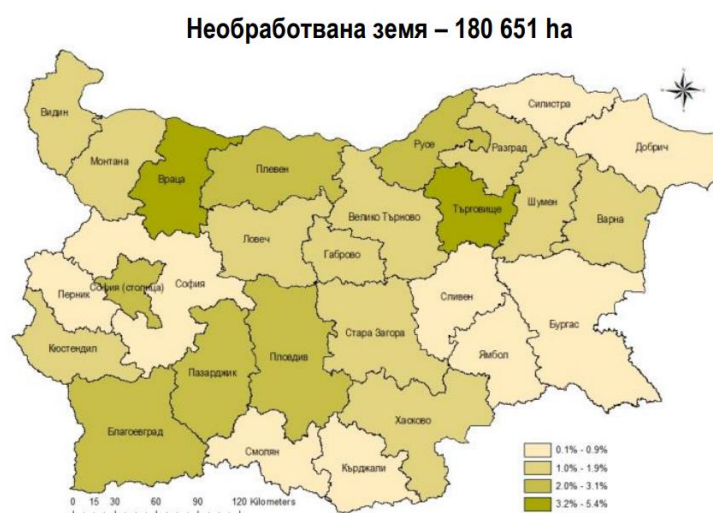 Необработвана земя – 180 651 ha
Видин
Монтана
Враца
Плевен
Русе
Силистра
Добрич
Разград
Търговище
Шумен
Варна
Велико Търново
Ловеч
Габрово
София
София (столица)
Перник
Кюстендил
Благоевград
Пазарджик
Пловдив
Стара Загора
Сливен
Бургас
Ямбол
Хасково
Смолян
Кърджали
0.1% - 0.9%
1.0% - 1.9%
2.0% - 3.1%
3.2% - 5.4%
0 15 30 60 90 120 Kilometers